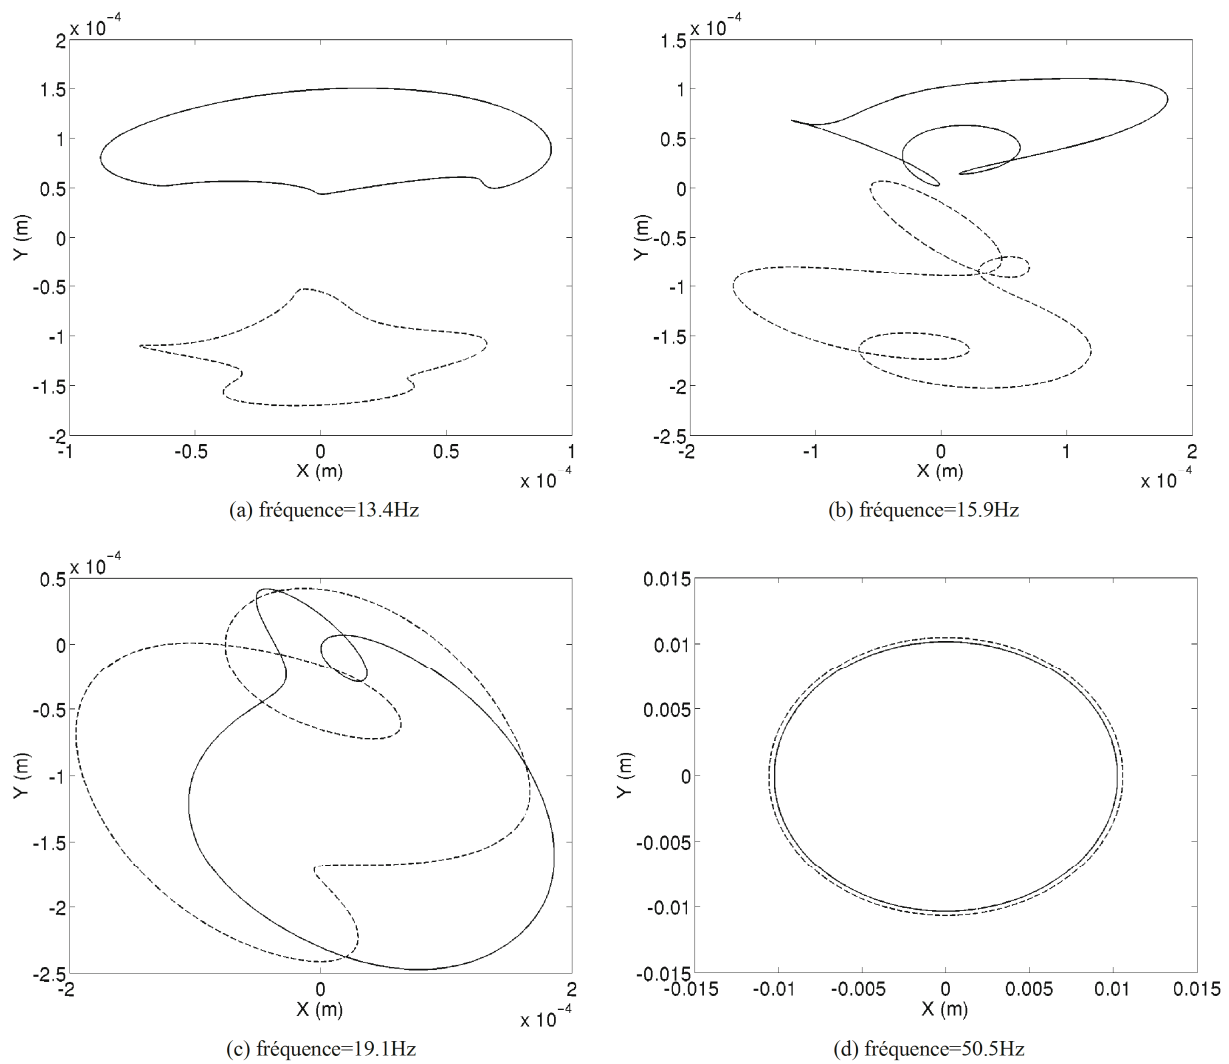 x 10⁻⁴
2
1.5
1
0.5
0
-0.5
-1
-1.5
-2
Y (m)
-1 -0.5 0 0.5 1
X (m)
x 10⁻⁴
(a) fréquence=13.4Hz
x 10⁻⁴
1.5
1
0.5
0
-0.5
-1
-1.5
-2
-2.5
Y (m)
-2 -1 0 1 2
X (m)
x 10⁻⁴
(b) fréquence=15.9Hz
x 10⁻⁴
0.5
0
-0.5
-1
-1.5
-2
-2.5
Y (m)
-2 -1 0 1 2
X (m)
x 10⁻⁴
(c) fréquence=19.1Hz
0.015
0.01
0.005
0
-0.005
-0.01
-0.015
Y (m)
-0.015 -0.01 -0.005 0 0.005 0.01 0.015
X (m)
(d) fréquence=50.5Hz